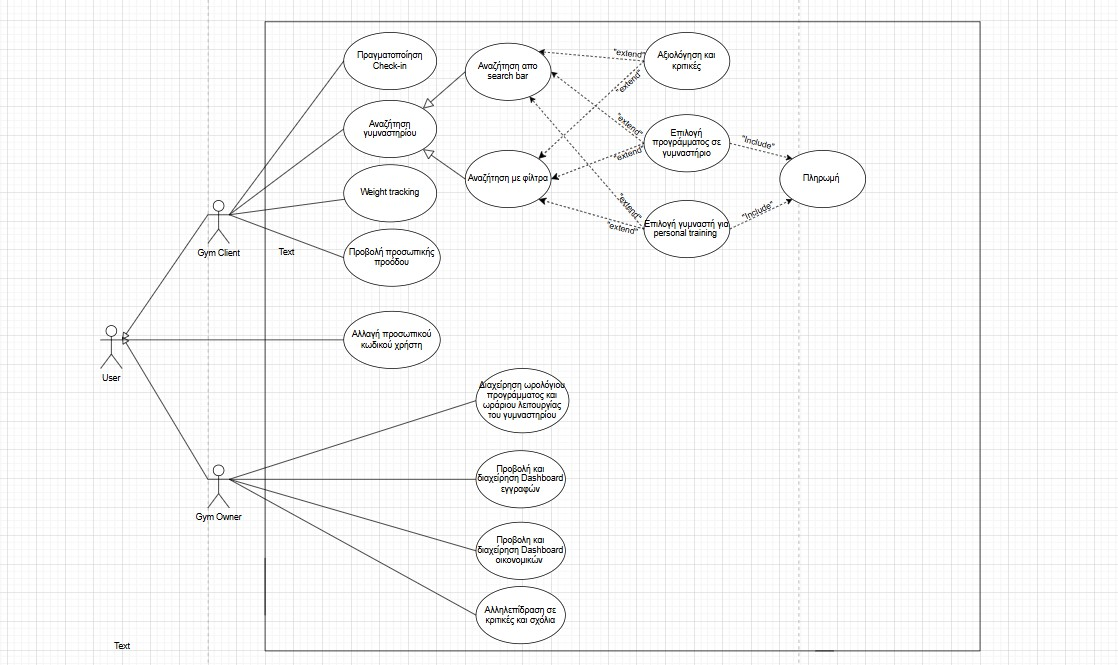 Πραγματοποίηση
Check-in
Αναζήτηση απο
search bar
"extend"
Αξιολόγηση και
κριτικές
"extend"
Αναζήτηση
γυμναστηρίου
"extend"
Επιλογή
προγράμματος σε
γυμναστήριο
"Include"
"extend"
Αναζήτηση με φίλτρα
Πληρωμή
Weight tracking
"extend"
"Include"
Επιλογή γυμναστή για
personal training
"extend"
Gym Client
Text
Προβολή προσωπικής
προόδου
Αλλαγή προσωπικού
κωδικού χρήστη
User
Διαχείρηση ωρολόγιου
προγράμματος και
ωράριου λειτουργίας
του γυμναστηρίου
Προβολή και
διαχείρηση Dashboard
εγγραφών
Gym Owner
Προβολη και
διαχείρηση Dashboard
οικονομικών
Αλληλεπίδραση σε
κριτικές και σχόλια
Text